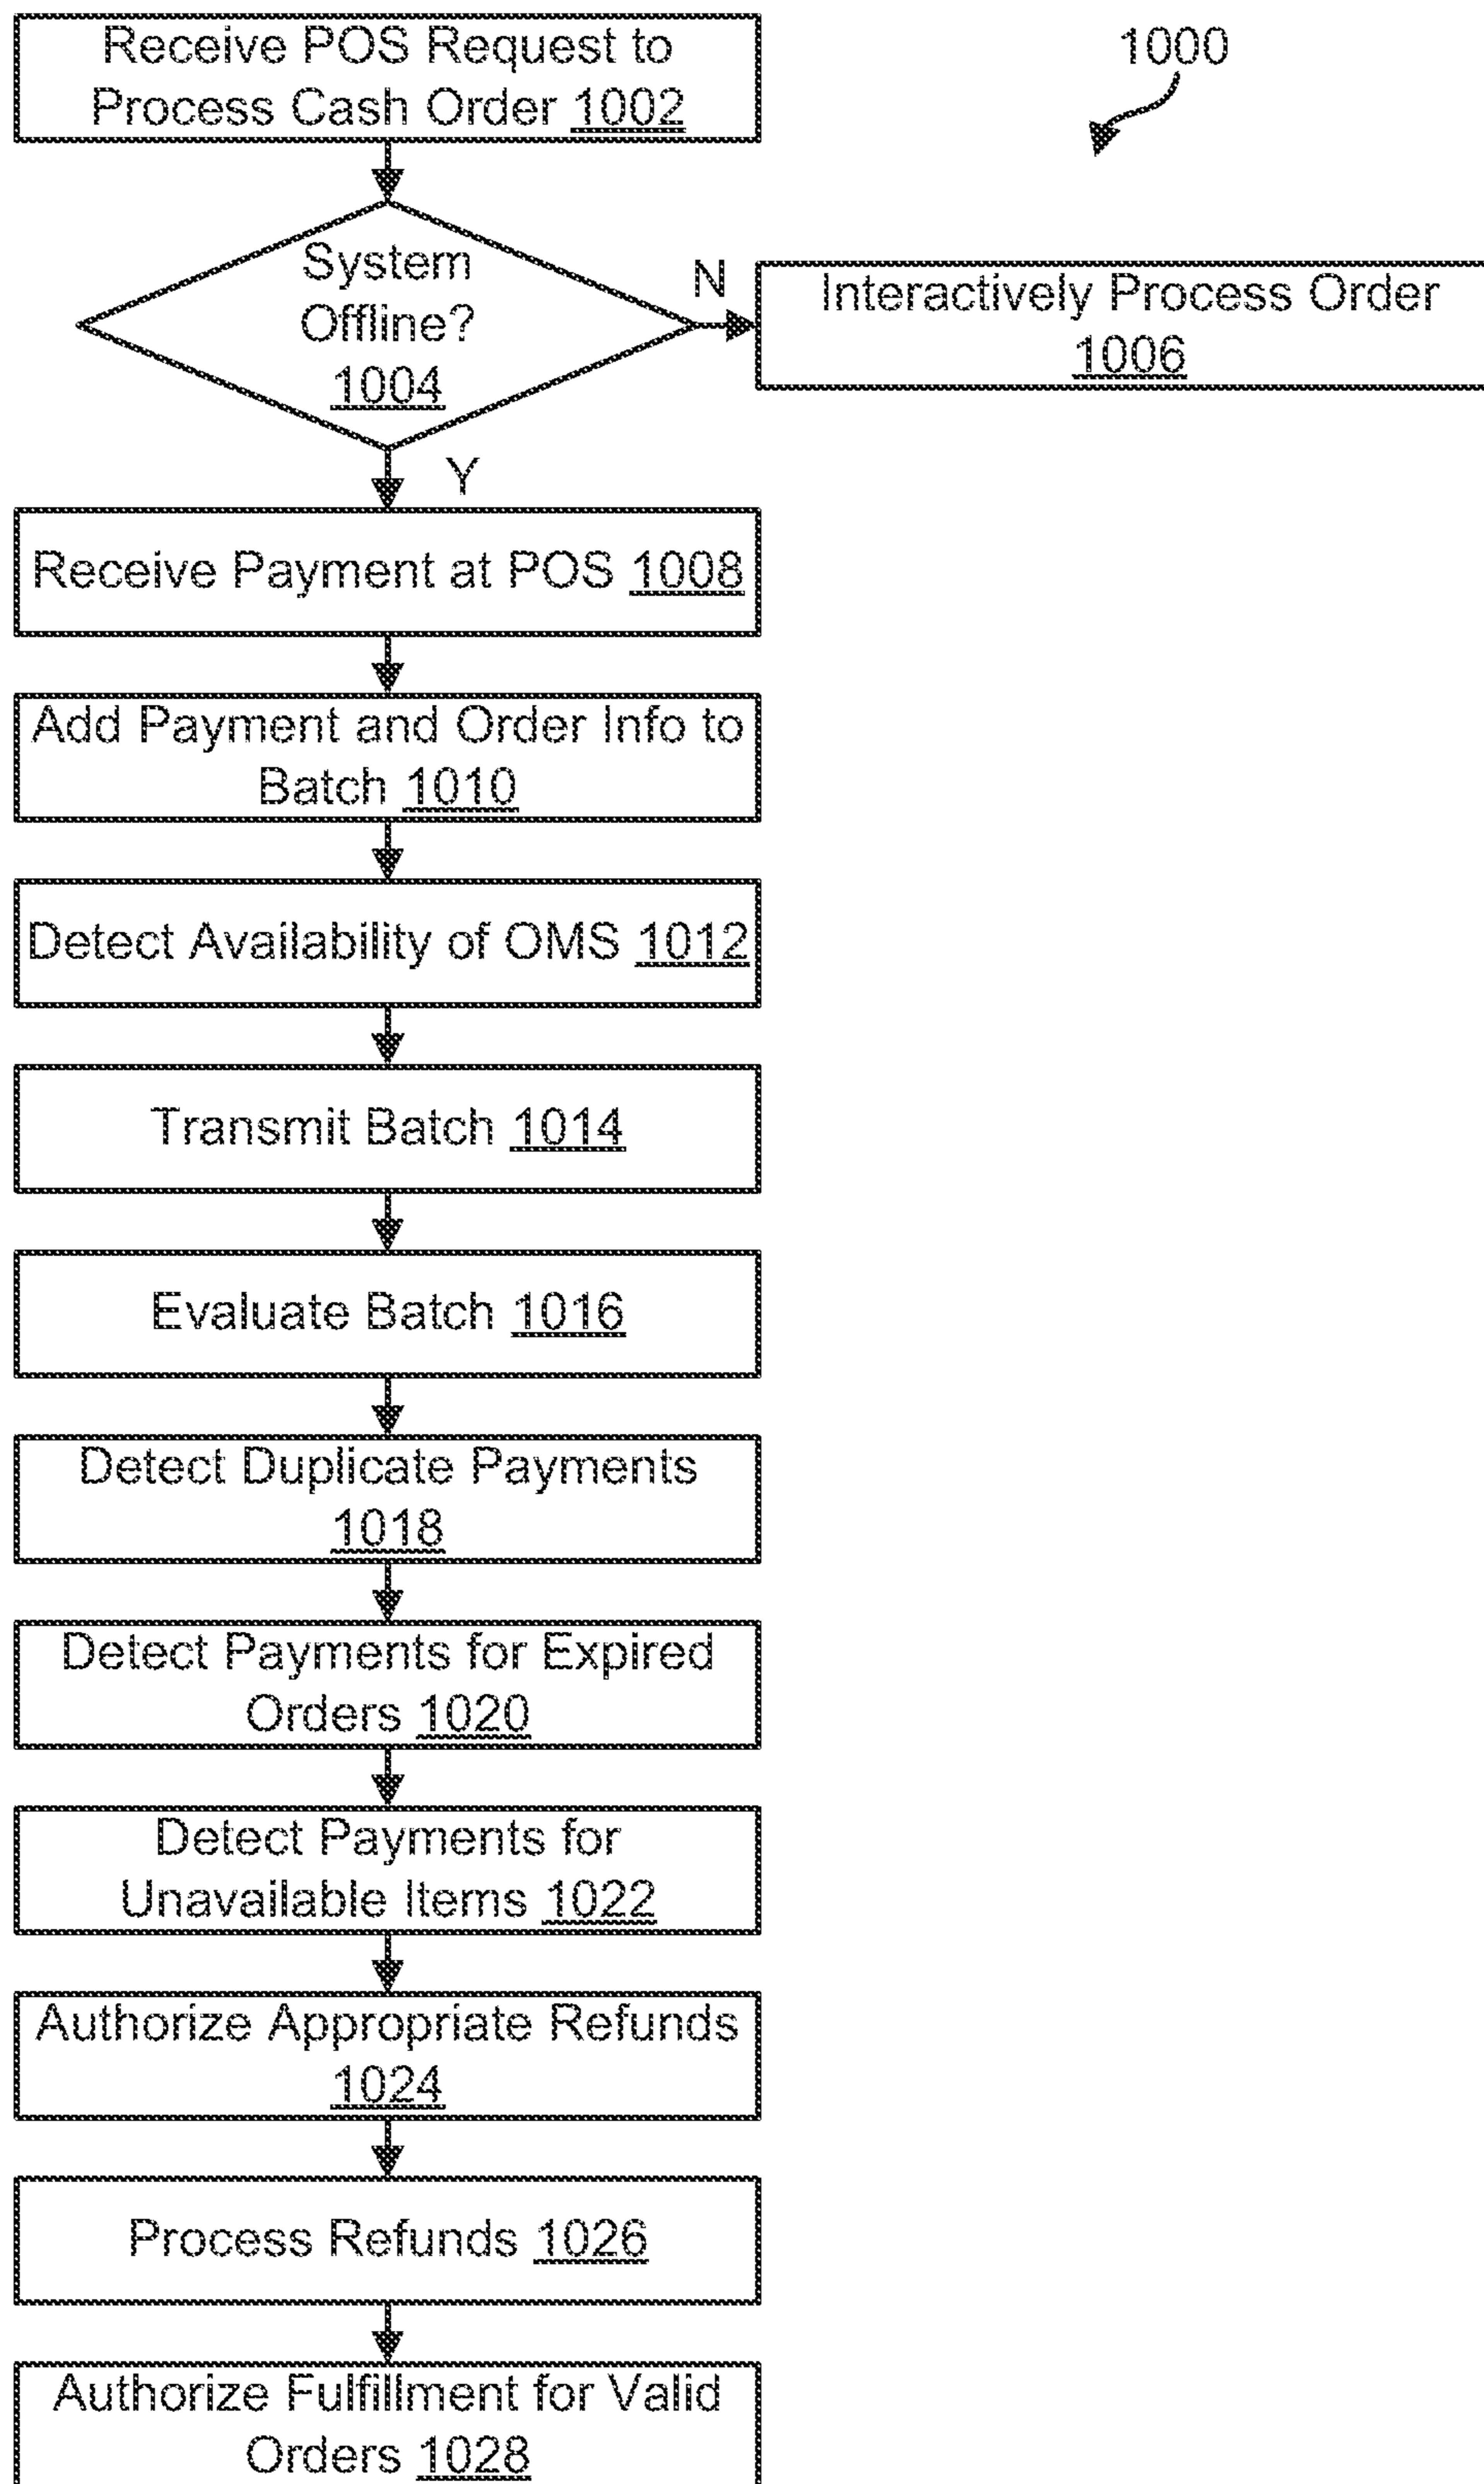 Receive POS Request to
Process Cash Order 1002
1000
System
Offline?
1004
N
Interactively Process Order
1006
Y
Receive Payment at POS 1008
Add Payment and Order Info to
Batch 1010
Detect Availability of OMS 1012
Transmit Batch 1014
Evaluate Batch 1016
Detect Duplicate Payments
1018
Detect Payments for Expired
Orders 1020
Detect Payments for
Unavailable Items 1022
Authorize Appropriate Refunds
1024
Process Refunds 1026
Authorize Fulfillment for Valid
Orders 1028